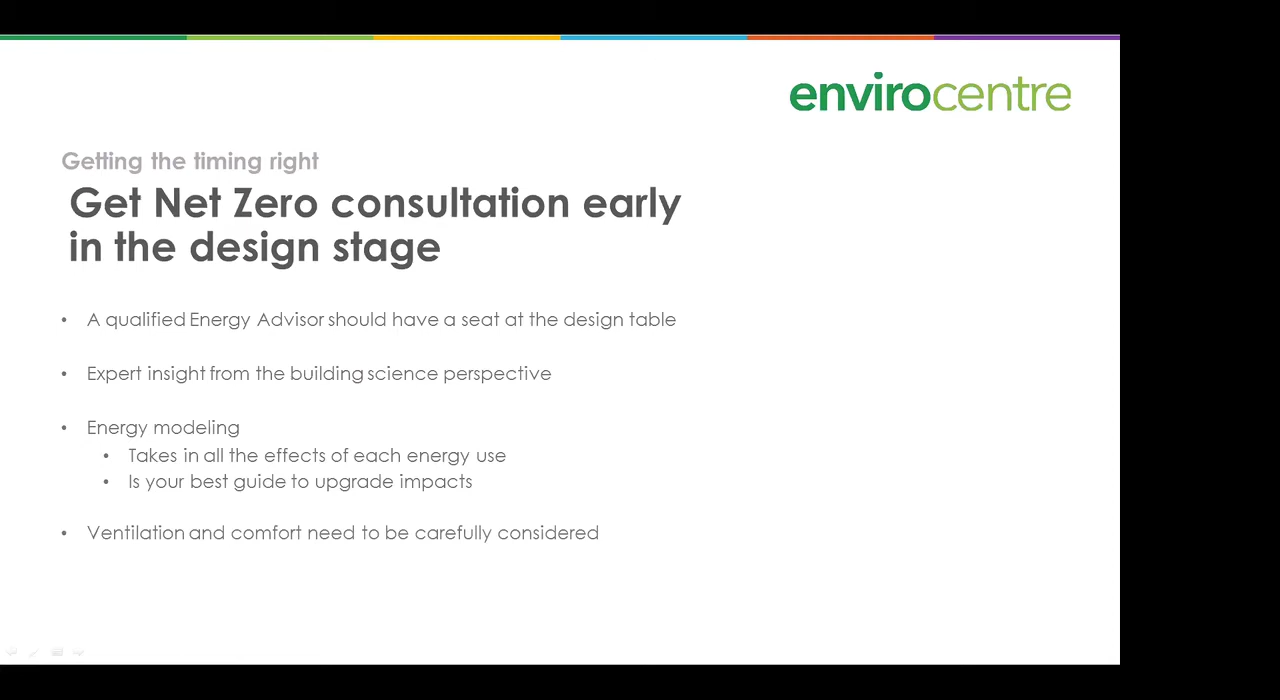 envirocentre
Getting the timing right
Get Net Zero consultation early
in the design stage
• A qualified Energy Advisor should have a seat at the design table
• Expert insight from the building science perspective
• Energy modeling
• Takes in all the effects of each energy use
• Is your best guide to upgrade impacts
• Ventilation and comfort need to be carefully considered